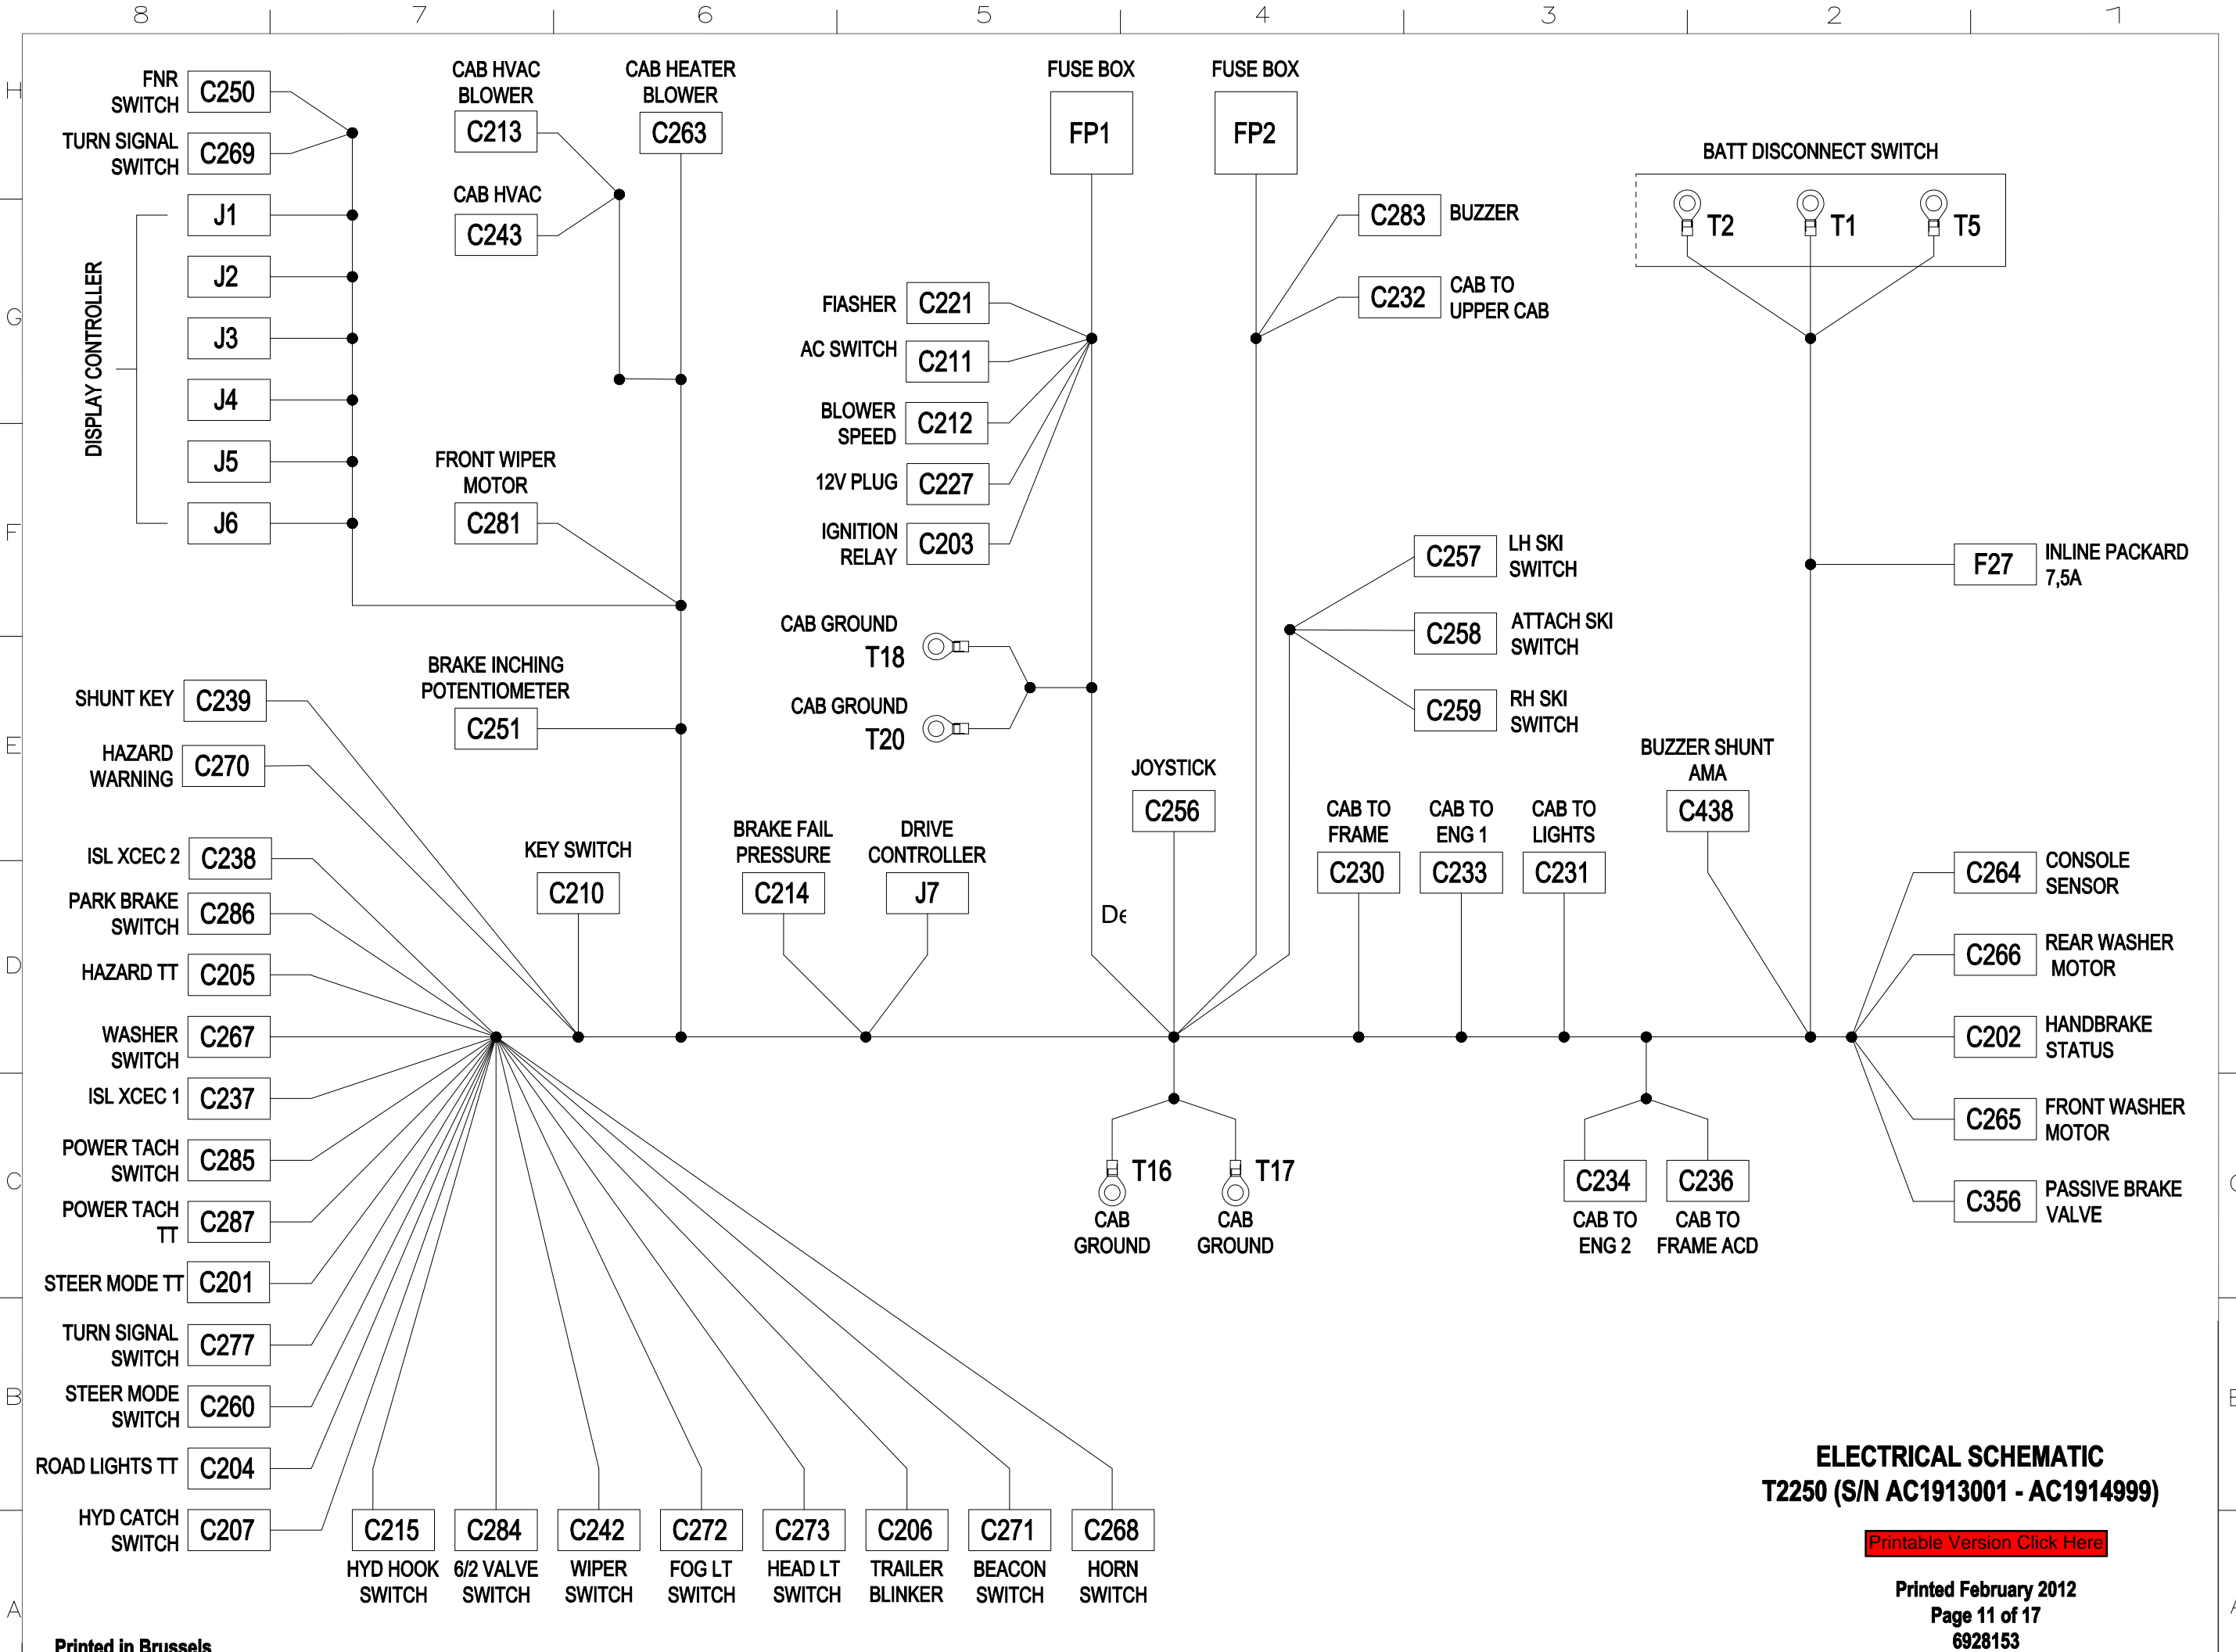 8 7 6 5 4 3 2 1
H
G
F
E
D
C
B
A
FNR
SWITCH
C250
TURN SIGNAL
SWITCH
C269
DISPLAY CONTROLLER
J1
J2
J3
J4
J5
J6
CAB HVAC
BLOWER
C213
CAB HVAC
C243
CAB HEATER
BLOWER
C263
FRONT WIPER
MOTOR
C281
BRAKE INCHING
POTENTIOMETER
C251
FUSE BOX
FP1
FUSE BOX
FP2
FIASHER
C221
AC SWITCH
C211
BLOWER
SPEED
C212
12V PLUG
C227
IGNITION
RELAY
C203
CAB GROUND
T18
CAB GROUND
T20
C283
BUZZER
C232
CAB TO
UPPER CAB
BATT DISCONNECT SWITCH
T2
T1
T5
F27
INLINE PACKARD
7,5A
C257
LH SKI
SWITCH
C258
ATTACH SKI
SWITCH
C259
RH SKI
SWITCH
SHUNT KEY
C239
HAZARD
WARNING
C270
ISL XCEC 2
C238
PARK BRAKE
SWITCH
C286
HAZARD TT
C205
WASHER
SWITCH
C267
ISL XCEC 1
C237
POWER TACH
SWITCH
C285
POWER TACH
TT
C287
STEER MODE TT
C201
TURN SIGNAL
SWITCH
C277
STEER MODE
SWITCH
C260
ROAD LIGHTS TT
C204
HYD CATCH
SWITCH
C207
KEY SWITCH
C210
BRAKE FAIL
PRESSURE
C214
DRIVE
CONTROLLER
J7
De
JOYSTICK
C256
CAB TO
FRAME
C230
CAB TO
ENG 1
C233
CAB TO
LIGHTS
C231
BUZZER SHUNT
AMA
C438
C264
CONSOLE
SENSOR
C266
REAR WASHER
MOTOR
C202
HANDBRAKE
STATUS
C265
FRONT WASHER
MOTOR
C356
PASSIVE BRAKE
VALVE
T16
CAB
GROUND
T17
CAB
GROUND
C234
CAB TO
ENG 2
C236
CAB TO
FRAME ACD
C215
HYD HOOK
SWITCH
C284
6/2 VALVE
SWITCH
C242
WIPER
SWITCH
C272
FOG LT
SWITCH
C273
HEAD LT
SWITCH
C206
TRAILER
BLINKER
C271
BEACON
SWITCH
C268
HORN
SWITCH
ELECTRICAL SCHEMATIC
T2250 (S/N AC1913001 - AC1914999)
Printable Version Click Here
Printed February 2012
Page 11 of 17
6928153
Printed in Brussels